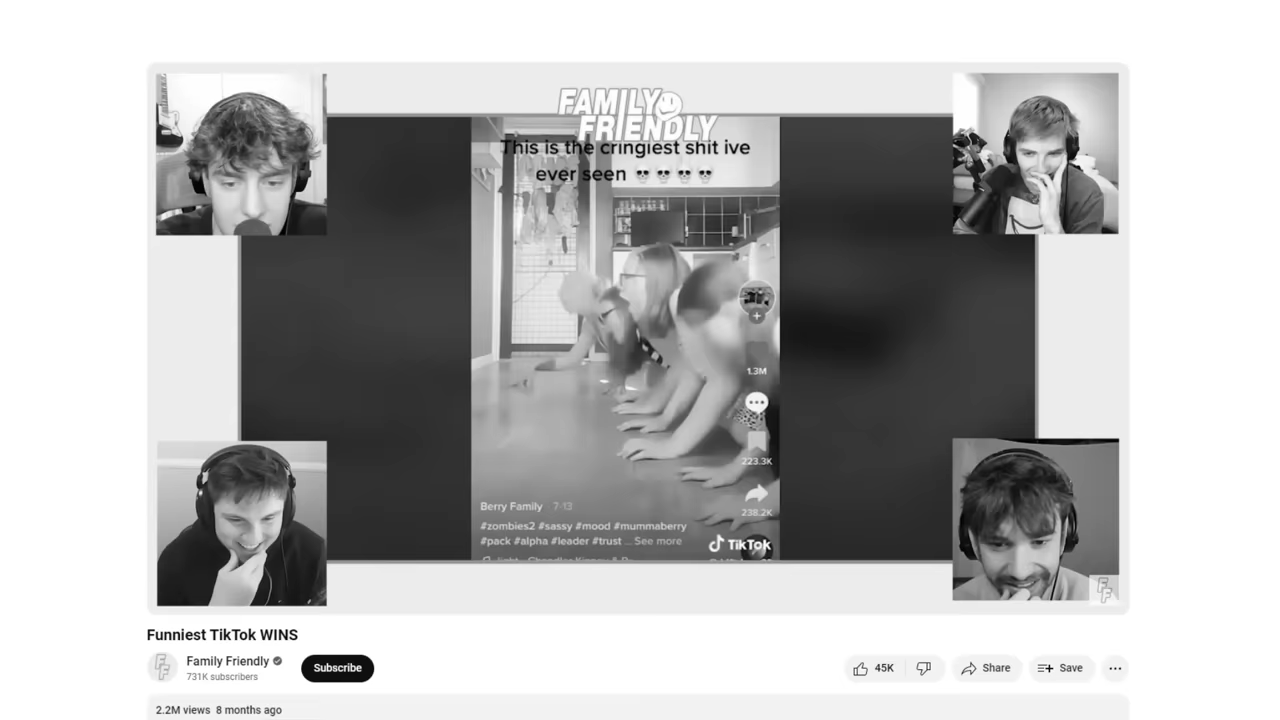 FAMILY
FRIENDLY
This is the cringiest shit ive
ever seen 💀 💀 💀 💀
1.3M
223.3K
238.2K
Berry Family 7-13
#zombies2 #sassy #mood #mummaberry
#pack #alpha #leader #trust ... See more
TikTok
FF
Funniest TikTok WINS
FF
Family Friendly
731K subscribers
Subscribe
45K
Share
Save
2.2M views 8 months ago